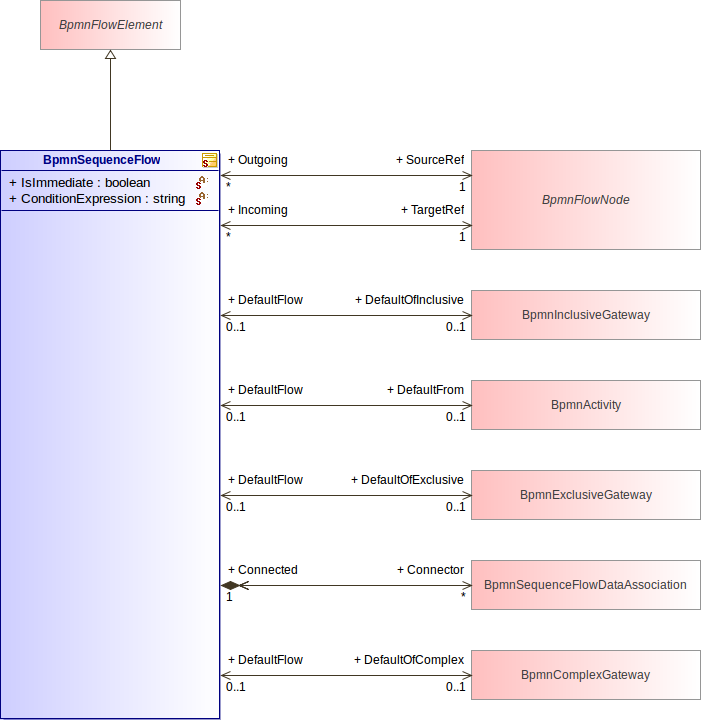 BpmnFlowElement
BpmnSequenceFlow
+ IsImmediate : boolean
+ ConditionExpression : string
+ Outgoing + SourceRef
* 1
+ Incoming + TargetRef
* 1
BpmnFlowNode
+ DefaultFlow + DefaultOfInclusive
0..1 0..1
BpmnInclusiveGateway
+ DefaultFlow + DefaultFrom
0..1 0..1
BpmnActivity
+ DefaultFlow + DefaultOfExclusive
0..1 0..1
BpmnExclusiveGateway
+ Connected + Connector
1 *
BpmnSequenceFlowDataAssociation
+ DefaultFlow + DefaultOfComplex
0..1 0..1
BpmnComplexGateway